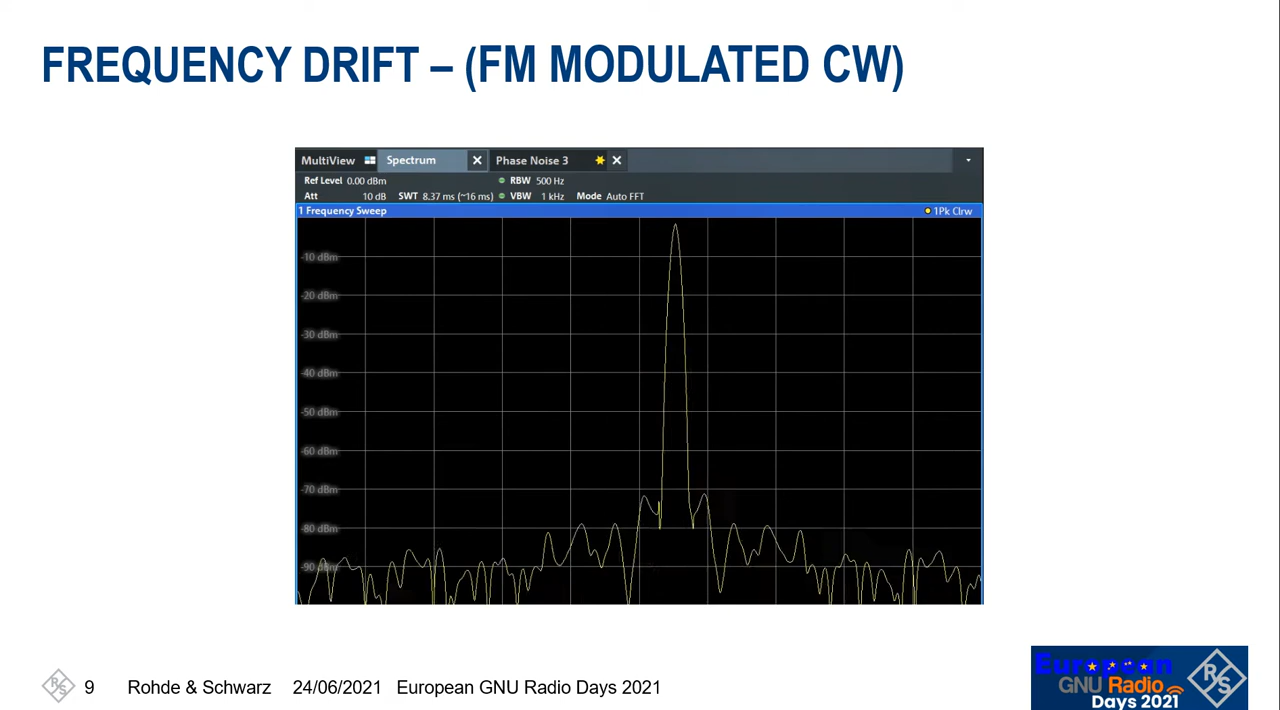 FREQUENCY DRIFT – (FM MODULATED CW)
MultiView Spectrum Phase Noise 3
Ref Level 0.00 dBm RBW 500 Hz
Att 10 dB SWT 8.37 ms (~16 ms) VBW 1 kHz Mode Auto FFT
1 Frequency Sweep 1Pk Clrw
-10 dBm
-20 dBm
-30 dBm
-40 dBm
-50 dBm
-60 dBm
-70 dBm
-80 dBm
-90 dBm
R&S 9 Rohde & Schwarz 24/06/2021 European GNU Radio Days 2021
European
GNU Radio
Days 2021
R&S